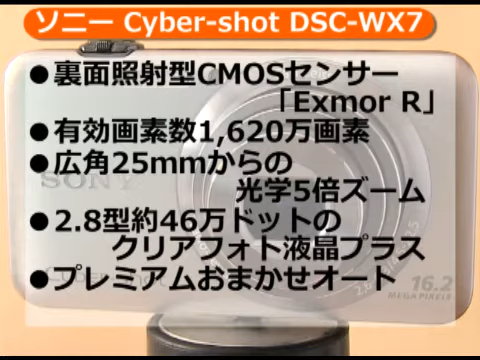 ソニー Cyber-shot DSC-WX7
●裏面照射型CMOSセンサー
「Exmor R」
●有効画素数1,620万画素
●広角25mmからの
光学5倍ズーム
SONY
●2.8型約46万ドットの
クリアフォト液晶プラス
●プレミアムおまかせオート
16.2
MEGA PIXELS